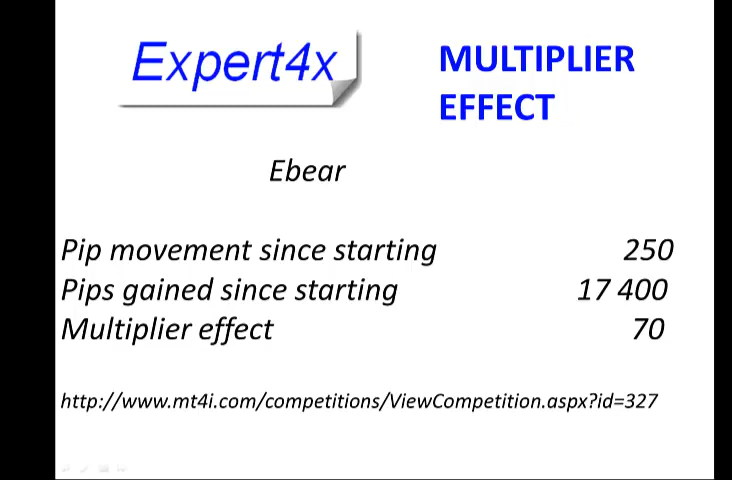 Expert4x
MULTIPLIER
EFFECT
Ebear
Pip movement since starting 250
Pips gained since starting 17 400
Multiplier effect 70
http://www.mt4i.com/competitions/ViewCompetition.aspx?id=327